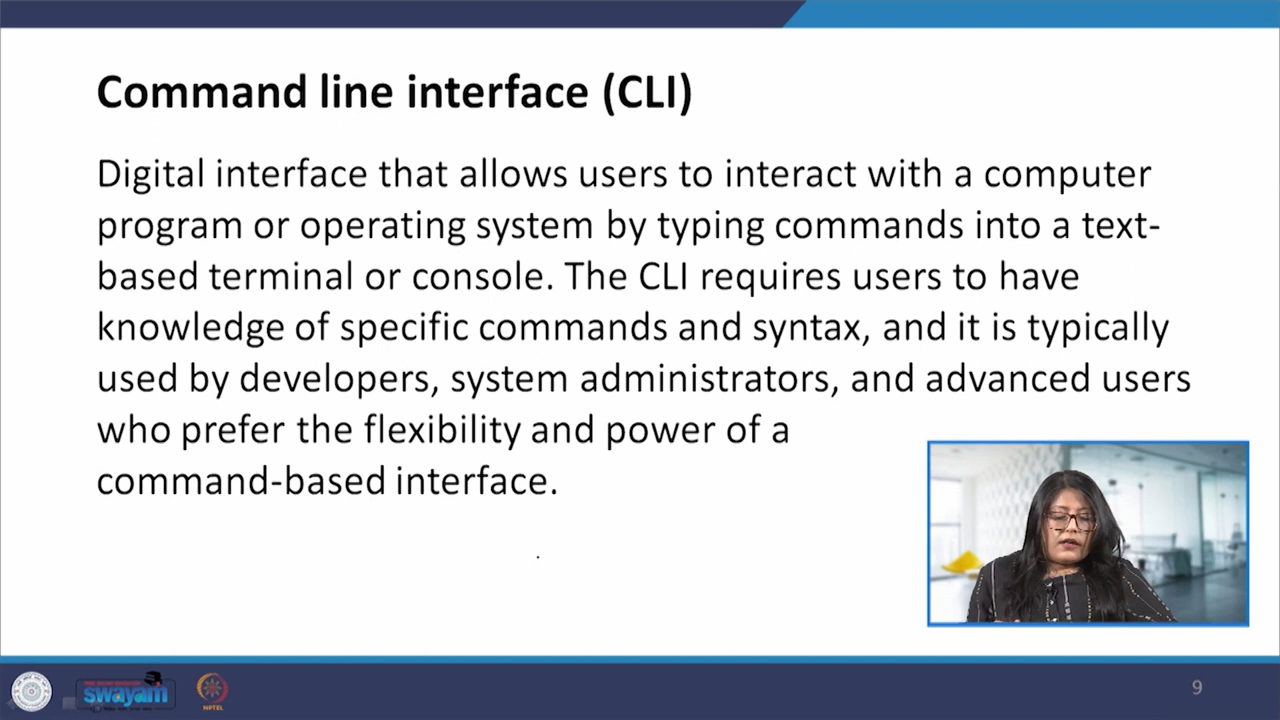 Command line interface (CLI)
Digital interface that allows users to interact with a computer
program or operating system by typing commands into a text-
based terminal or console. The CLI requires users to have
knowledge of specific commands and syntax, and it is typically
used by developers, system administrators, and advanced users
who prefer the flexibility and power of a
command-based interface.
swayam
NPTEL
9